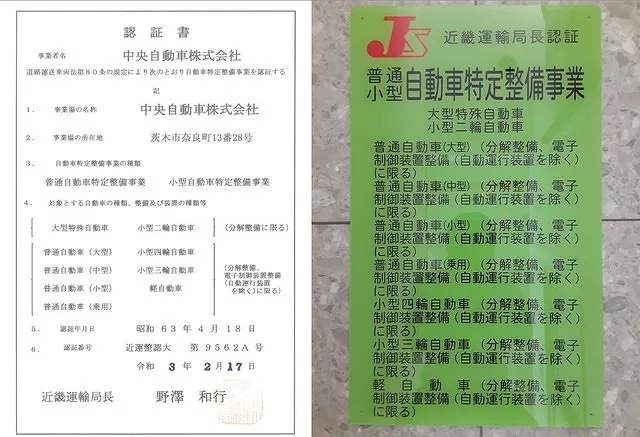 認証書
事業者名 中央自動車株式会社
道路運送車両法第80条の規定により次のとおり自動車特定整備事業を認証する
記
1. 事業場の名称 中央自動車株式会社
2. 事業場の所在地 茨木市奈良町13番28号
3. 自動車特定整備事業の種類
普通自動車特定整備事業 小型自動車特定整備事業
4. 対象とする自動車の種類、整備及び装置の種類等
大型特殊自動車 小型二輪自動車 (分解整備に限る)
普通自動車(大型) 小型四輪自動車
普通自動車(中型) 小型三輪自動車
普通自動車(小型) 軽自動車
普通自動車(乗用)
(分解整備、
電子制御装置整備
(自動運行装置
を除く)に限る)
5. 認証年月日 昭和63年4月18日
6. 認証番号 近運整認大 第9562A号
令和 3年 2月17日
近畿運輸局長 野澤 和行
JS 近畿運輸局長認証
普通
小型 自動車特定整備事業
大型特殊自動車
小型二輪自動車
普通自動車(大型)(分解整備、電子
制御装置整備(自動運行装置を除く)
に限る)
普通自動車(中型)(分解整備、電子
制御装置整備(自動運行装置を除く)
に限る)
普通自動車(小型)(分解整備、電子
制御装置整備(自動運行装置を除く)
に限る)
普通自動車(乗用)(分解整備、電子
制御装置整備(自動運行装置を除く)
に限る)
小型四輪自動車(分解整備、電子
制御装置整備(自動運行装置を除く)
に限る)
小型三輪自動車(分解整備、電子
制御装置整備(自動運行装置を除く)
に限る)
軽自動車(分解整備、電子
制御装置整備(自動運行装置を除く)
に限る)